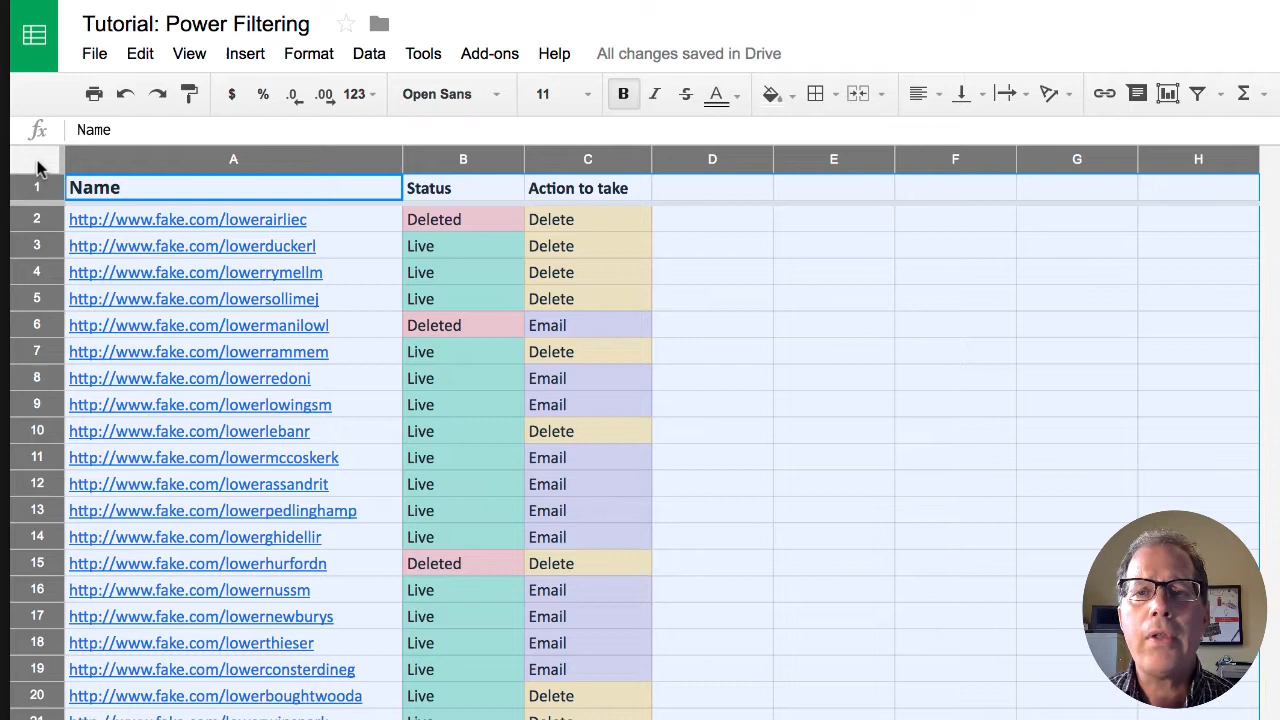 Tutorial: Power Filtering
File Edit View Insert Format Data Tools Add-ons Help All changes saved in Drive
$ % .0 .00 123 Open Sans 11 B I S A Σ
fx Name
A B C D E F G H
1 Name Status Action to take
2 http://www.fake.com/lowerairliec Deleted Delete
3 http://www.fake.com/lowerduckerl Live Delete
4 http://www.fake.com/lowerrymellm Live Delete
5 http://www.fake.com/lowersollimej Live Delete
6 http://www.fake.com/lowermanilowl Deleted Email
7 http://www.fake.com/lowerrammem Live Delete
8 http://www.fake.com/lowerredoni Live Email
9 http://www.fake.com/lowerlowingsm Live Email
10 http://www.fake.com/lowerlebanr Live Delete
11 http://www.fake.com/lowermccoskerk Live Email
12 http://www.fake.com/lowerassandrit Live Email
13 http://www.fake.com/lowerpedlinghamp Live Email
14 http://www.fake.com/lowerghidellir Live Email
15 http://www.fake.com/lowerhurfordn Deleted Delete
16 http://www.fake.com/lowernussm Live Email
17 http://www.fake.com/lowernewburys Live Email
18 http://www.fake.com/lowerthieser Live Email
19 http://www.fake.com/lowerconsterdineg Live Email
20 http://www.fake.com/lowerboughtwooda Live Delete